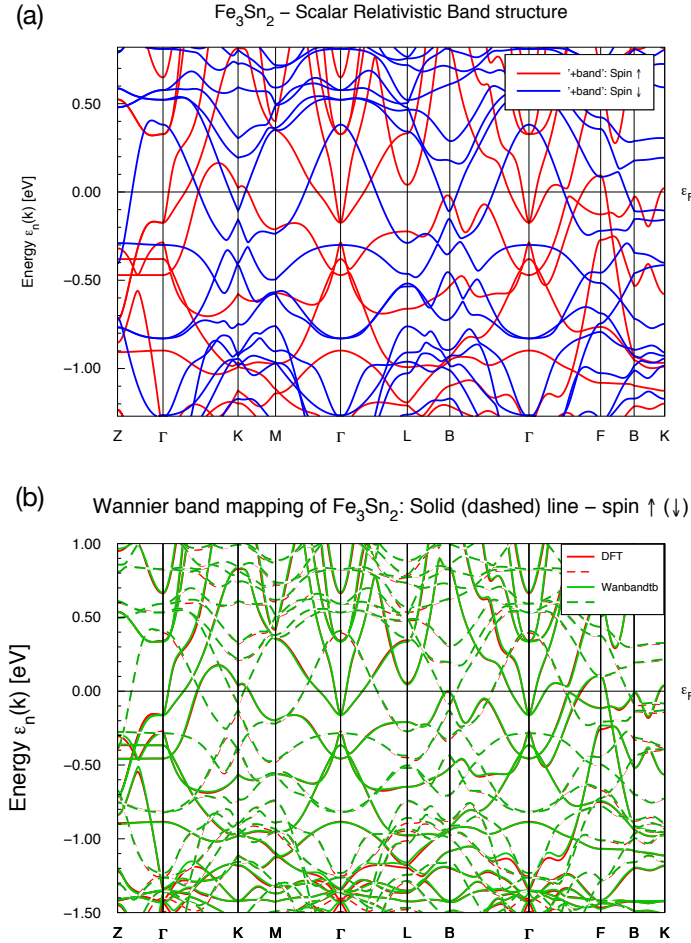 (a)
Fe₃Sn₂ – Scalar Relativistic Band structure
'+band': Spin ↑
'+band': Spin ↓
Energy εₙ(k) [eV]
0.50
0.00
−0.50
−1.00
ε_F
Z Γ K M Γ L B Γ F B K
(b)
Wannier band mapping of Fe₃Sn₂: Solid (dashed) line – spin ↑ (↓)
DFT
Wanbandtb
Energy εₙ(k) [eV]
1.00
0.50
0.00
−0.50
−1.00
−1.50
ε_F
Z Γ K M Γ L B Γ F B K